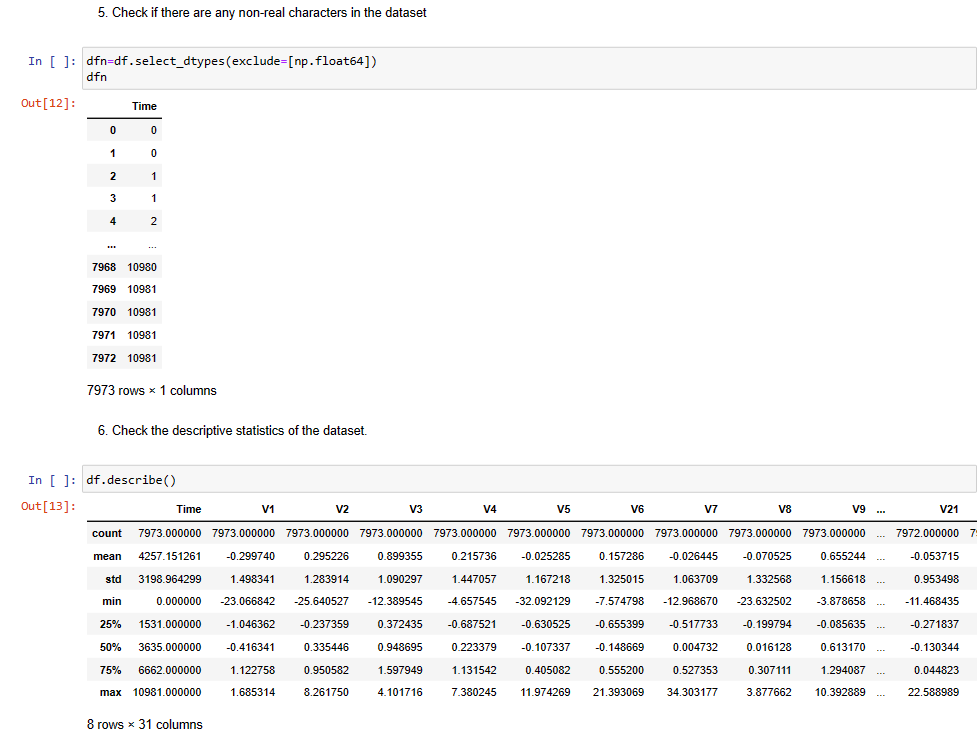 5. Check if there are any non-real characters in the dataset
In [ ]: dfn=df.select_dtypes(exclude=[np.float64])
dfn
Out[12]:
Time
0 0
1 0
2 1
3 1
4 2
... ...
7968 10980
7969 10981
7970 10981
7971 10981
7972 10981
7973 rows × 1 columns
6. Check the descriptive statistics of the dataset.
In [ ]: df.describe()
Out[13]:
Time V1 V2 V3 V4 V5 V6 V7 V8 V9 ... V21
count 7973.000000 7973.000000 7973.000000 7973.000000 7973.000000 7973.000000 7973.000000 7973.000000 7973.000000 7973.000000 ... 7972.000000 7
mean 4257.151261 -0.299740 0.295226 0.899355 0.215736 -0.025285 0.157286 -0.026445 -0.070525 0.655244 ... -0.053715
std 3198.964299 1.498341 1.283914 1.090297 1.447057 1.167218 1.325015 1.063709 1.332568 1.156618 ... 0.953498
min 0.000000 -23.066842 -25.640527 -12.389545 -4.657545 -32.092129 -7.574798 -12.968670 -23.632502 -3.878658 ... -11.468435
25% 1531.000000 -1.046362 -0.237359 0.372435 -0.687521 -0.630525 -0.655399 -0.517733 -0.199794 -0.085635 ... -0.271837
50% 3635.000000 -0.416341 0.335446 0.948695 0.223379 -0.107337 -0.148669 0.004732 0.016128 0.613170 ... -0.130344
75% 6662.000000 1.122758 0.950582 1.597949 1.131542 0.405082 0.555200 0.527353 0.307111 1.294087 ... 0.044823
max 10981.000000 1.685314 8.261750 4.101716 7.380245 11.974269 21.393069 34.303177 3.877662 10.392889 ... 22.588989
8 rows × 31 columns